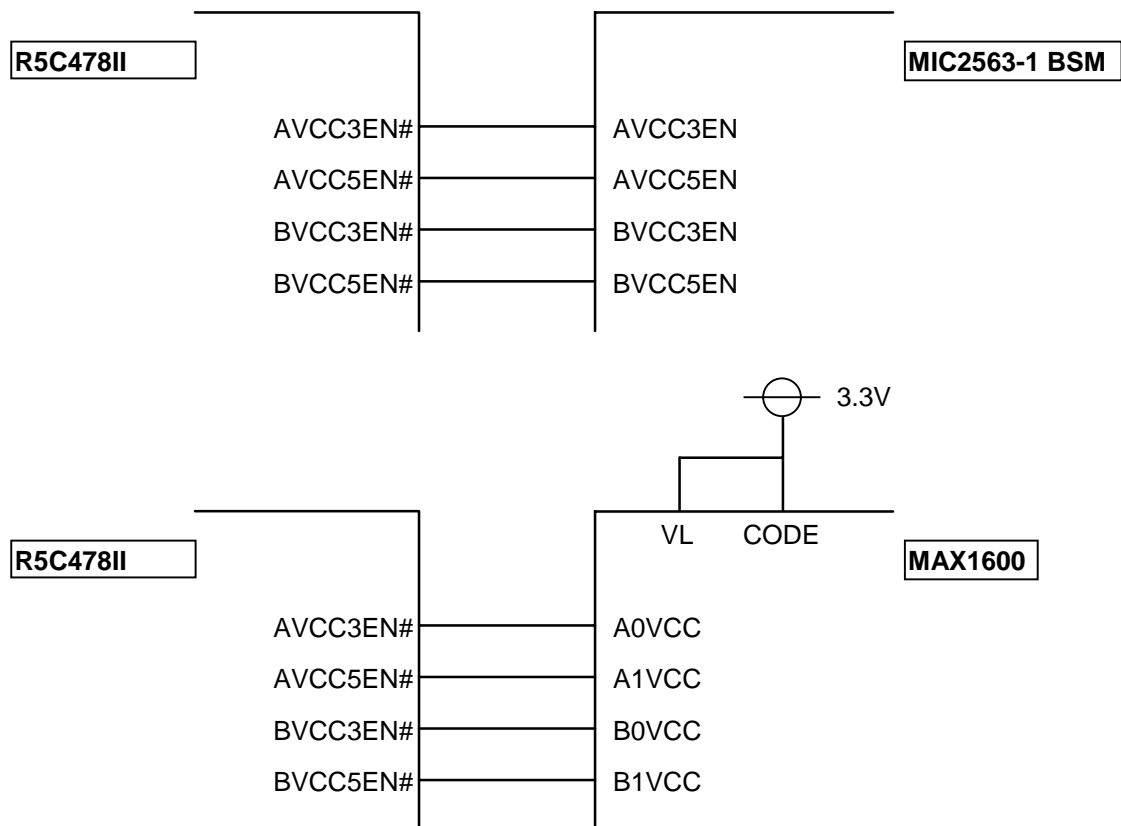 R5C478II MIC2563-1 BSM
AVCC3EN# AVCC3EN
AVCC5EN# AVCC5EN
BVCC3EN# BVCC3EN
BVCC5EN# BVCC5EN
3.3V
VL CODE
R5C478II MAX1600
AVCC3EN# A0VCC
AVCC5EN# A1VCC
BVCC3EN# B0VCC
BVCC5EN# B1VCC